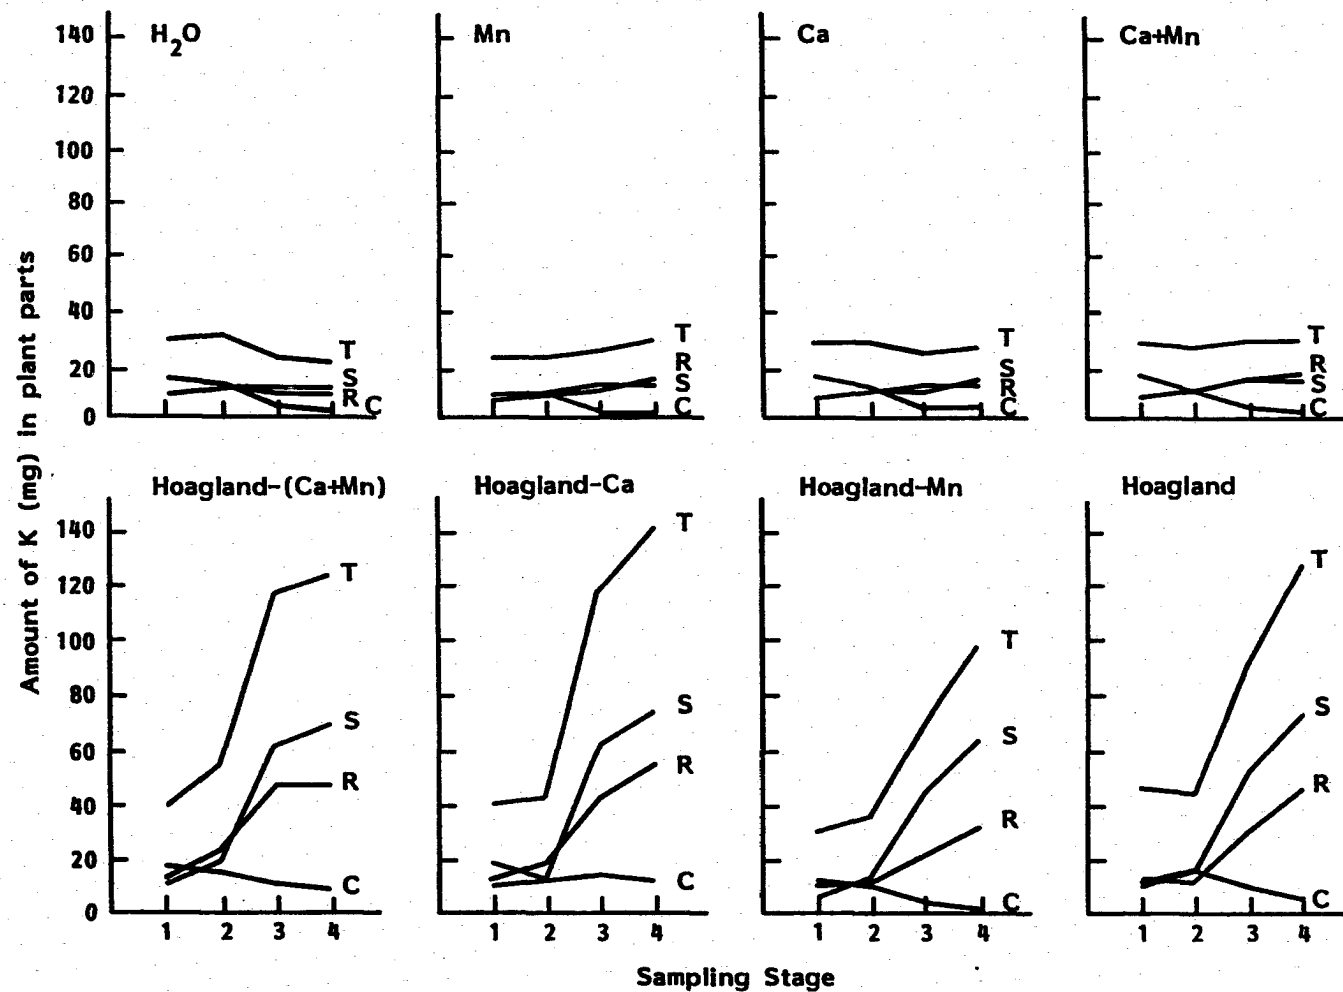 H2O
Mn
Ca
Ca+Mn
140
120
100
80
60
40
20
0
T
S
R
C
T
R
S
C
T
S
R
C
T
R
S
C
Amount of K (mg) in plant parts
Hoagland-(Ca+Mn)
Hoagland-Ca
Hoagland-Mn
Hoagland
140
120
100
80
60
40
20
0
T
S
R
C
T
S
R
C
T
S
R
C
T
S
R
C
1 2 3 4
1 2 3 4
1 2 3 4
1 2 3 4
Sampling Stage